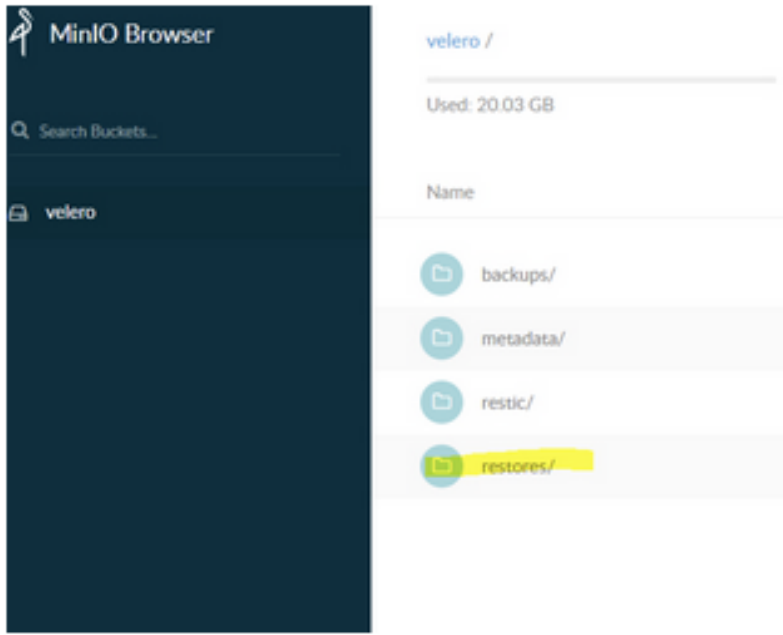 MinIO Browser
Search Buckets...
velero
velero /
Used: 20.03 GB
Name
backups/
metadata/
restic/
restores/